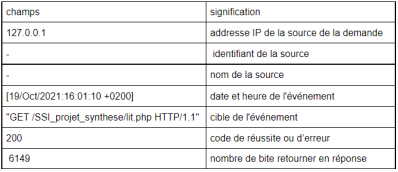 champs signification
127.0.0.1 addresse IP de la source de la demande
- identifiant de la source
- nom de la source
[19/Oct/2021:16:01:10 +0200] date et heure de l'événement
"GET /SSI_projet_synthese/lit.php HTTP/1.1" cible de l'événement
200 code de réussite ou d'erreur
6149 nombre de bite retourner en réponse